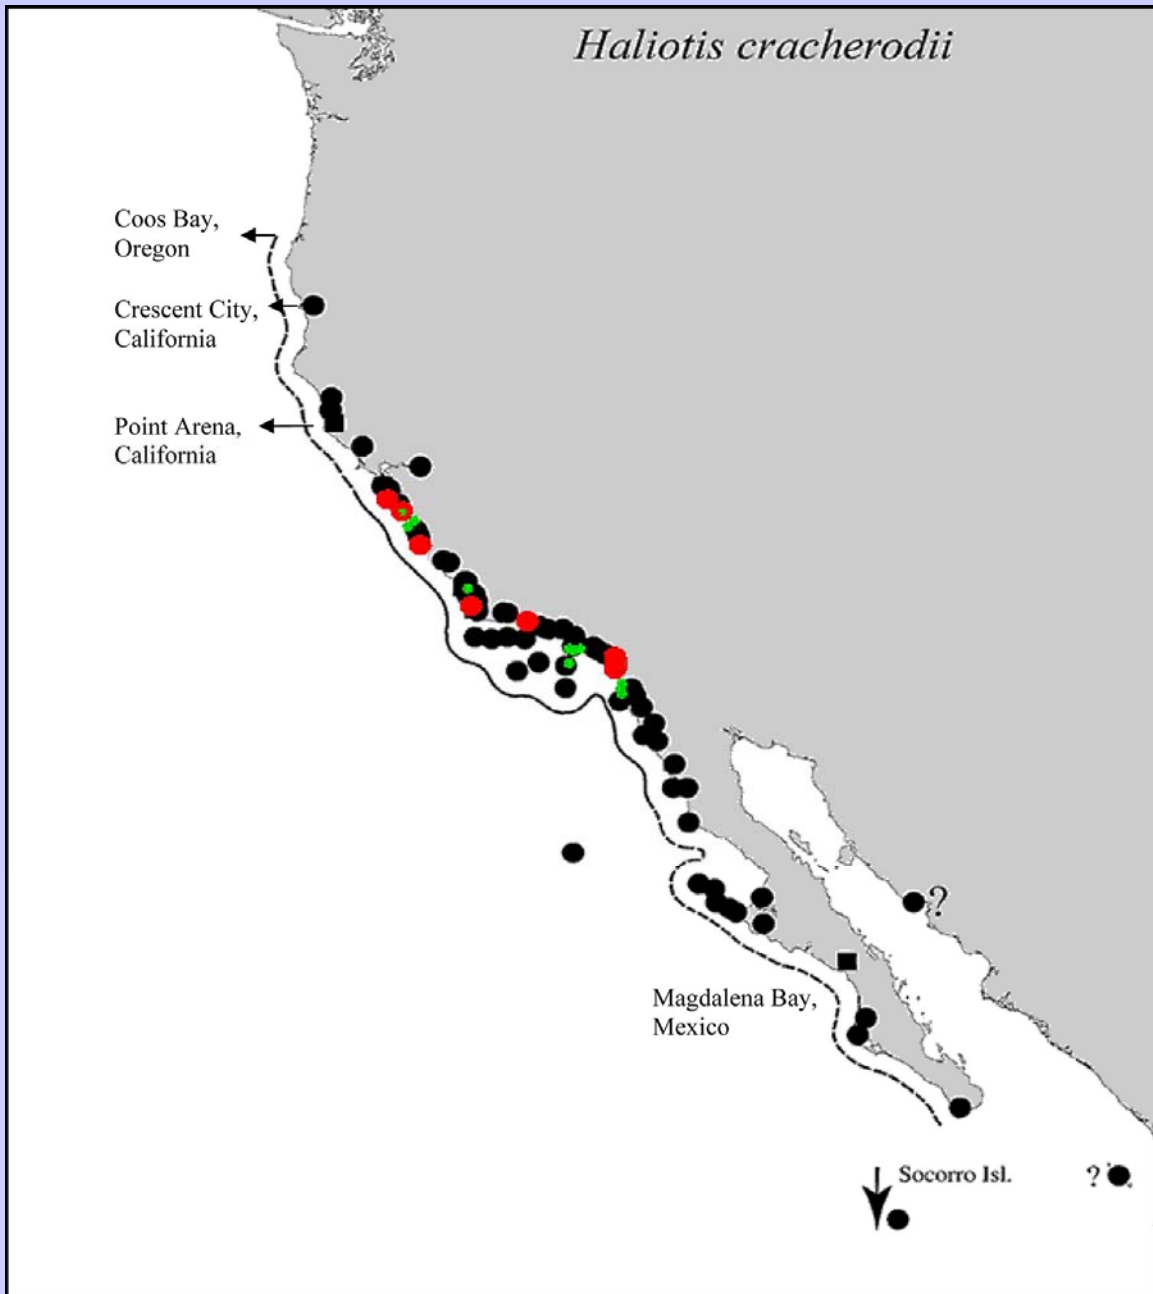 Haliotis cracherodii
Coos Bay,
Oregon
Crescent City,
California
Point Arena,
California
?
Magdalena Bay,
Mexico
Socorro Isl.
?